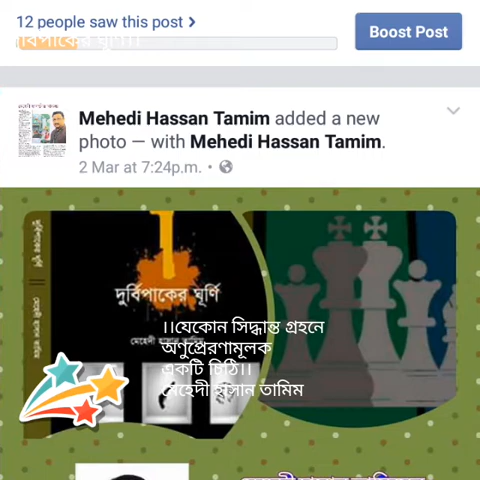 12 people saw this post >
Boost Post
দুর্বিপাকের ঘূর্ণি।।
Mehedi Hassan Tamim added a new
photo — with Mehedi Hassan Tamim.
2 Mar at 7:24p.m. •
দুর্বিপাকের ঘূর্ণি
মেহেদী হাসান তামিম
দুর্বিপাকের ঘূর্ণি
মেহেদী হাসান তামিম
।।যেকোন সিদ্ধান্ত গ্রহনে
অণুপ্রেরণামূলক
একটি চিঠি।।
মেহেদী হাসান তামিম